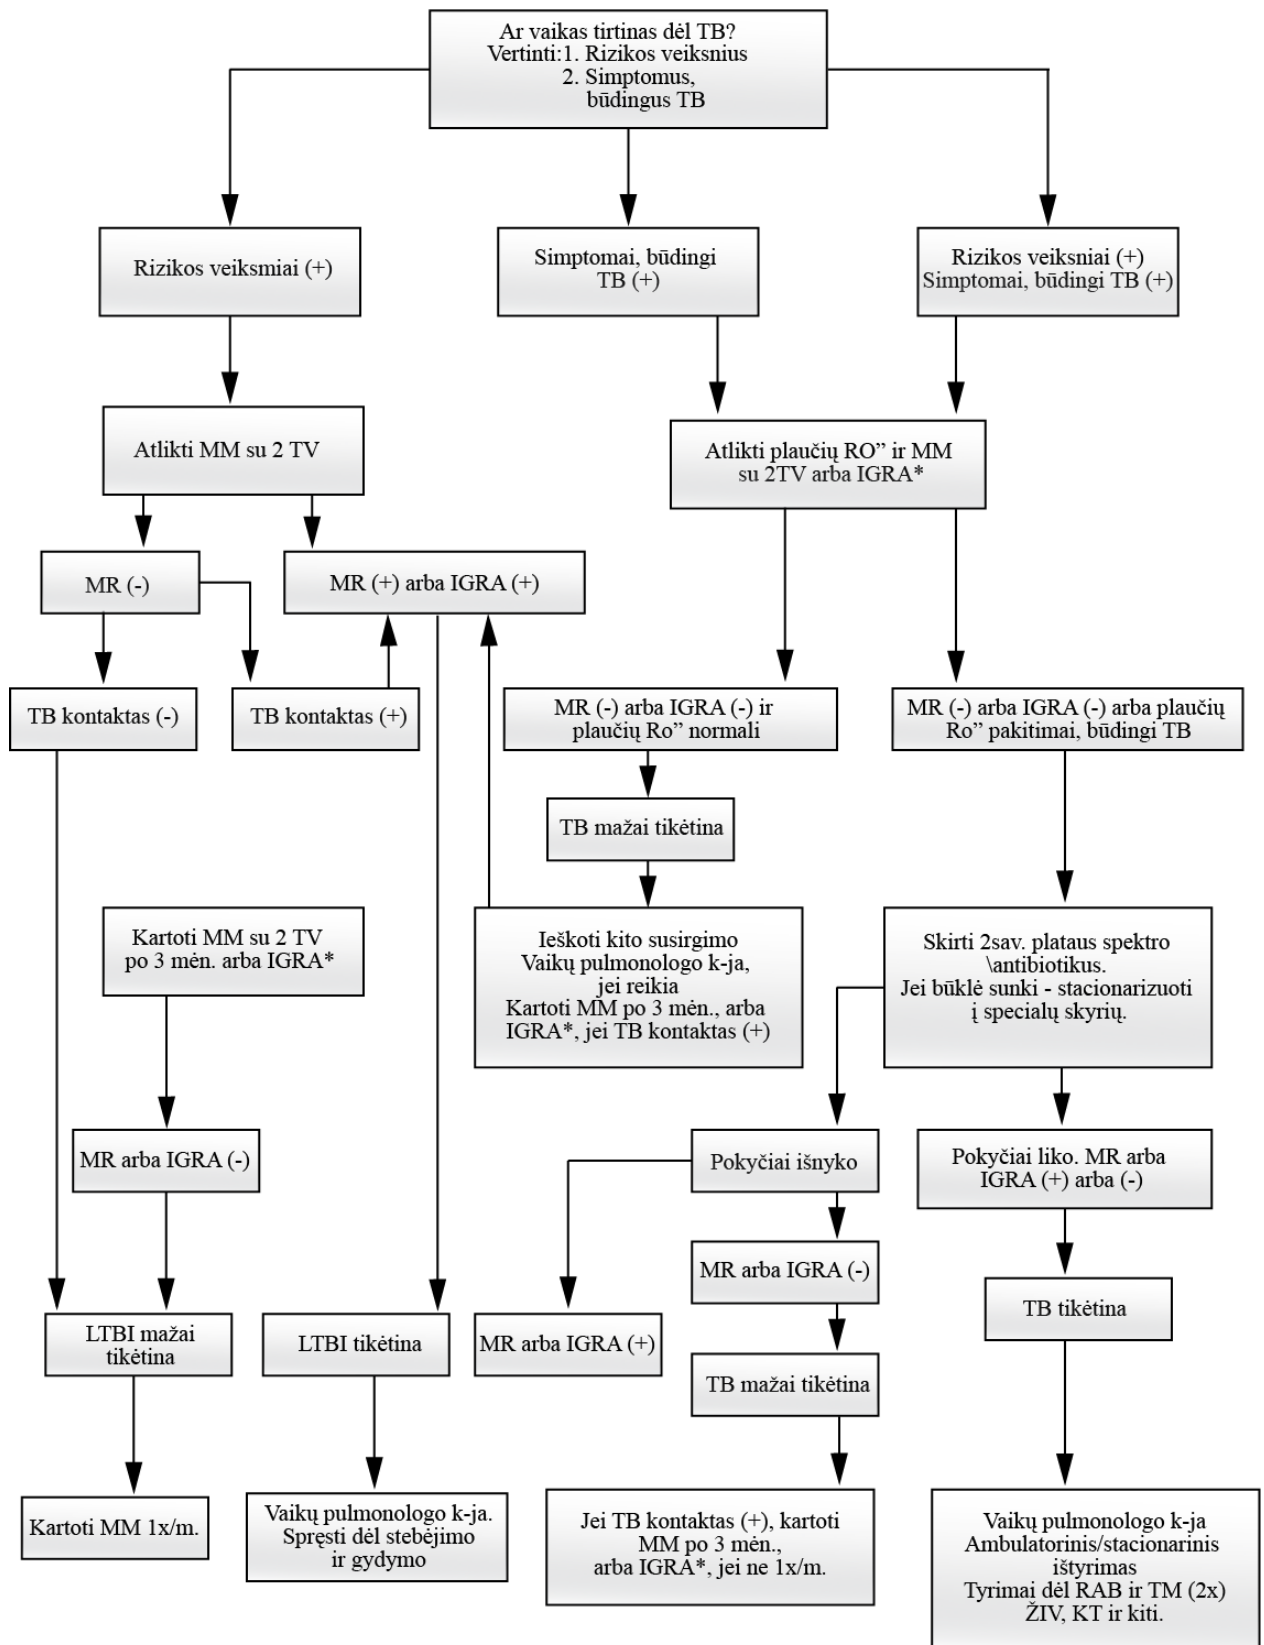 Ar vaikas tirtinas dėl TB?
Vertinti:1. Rizikos veiksnius
2. Simptomus,
būdingus TB
Rizikos veiksmiai (+)
Simptomai, būdingi
TB (+)
Rizikos veiksniai (+)
Simptomai, būdingi TB (+)
Atlikti MM su 2 TV
Atlikti plaučių RO” ir MM
su 2TV arba IGRA*
MR (-)
MR (+) arba IGRA (+)
TB kontaktas (-)
TB kontaktas (+)
MR (-) arba IGRA (-) ir
plaučių Ro” normali
MR (-) arba IGRA (-) arba plaučių
Ro” pakitimai, būdingi TB
TB mažai tikėtina
Kartoti MM su 2 TV
po 3 mėn. arba IGRA*
Ieškoti kito susirgimo
Vaikų pulmonologo k-ja,
jei reikia
Kartoti MM po 3 mėn., arba
IGRA*, jei TB kontaktas (+)
Skirti 2sav. plataus spektro
\antibiotikus.
Jei būklė sunki - stacionarizuoti
į specialų skyrių.
MR arba IGRA (-)
Pokyčiai išnyko
Pokyčiai liko. MR arba
IGRA (+) arba (-)
MR arba IGRA (-)
TB tikėtina
LTBI mažai
tikėtina
LTBI tikėtina
MR arba IGRA (+)
TB mažai tikėtina
Kartoti MM 1x/m.
Vaikų pulmonologo k-ja.
Spręsti dėl stebėjimo
ir gydymo
Jei TB kontaktas (+), kartoti
MM po 3 mėn.,
arba IGRA*, jei ne 1x/m.
Vaikų pulmonologo k-ja
Ambulatorinis/stacionarinis
ištyrimas
Tyrimai dėl RAB ir TM (2x)
ŽIV, KT ir kiti.